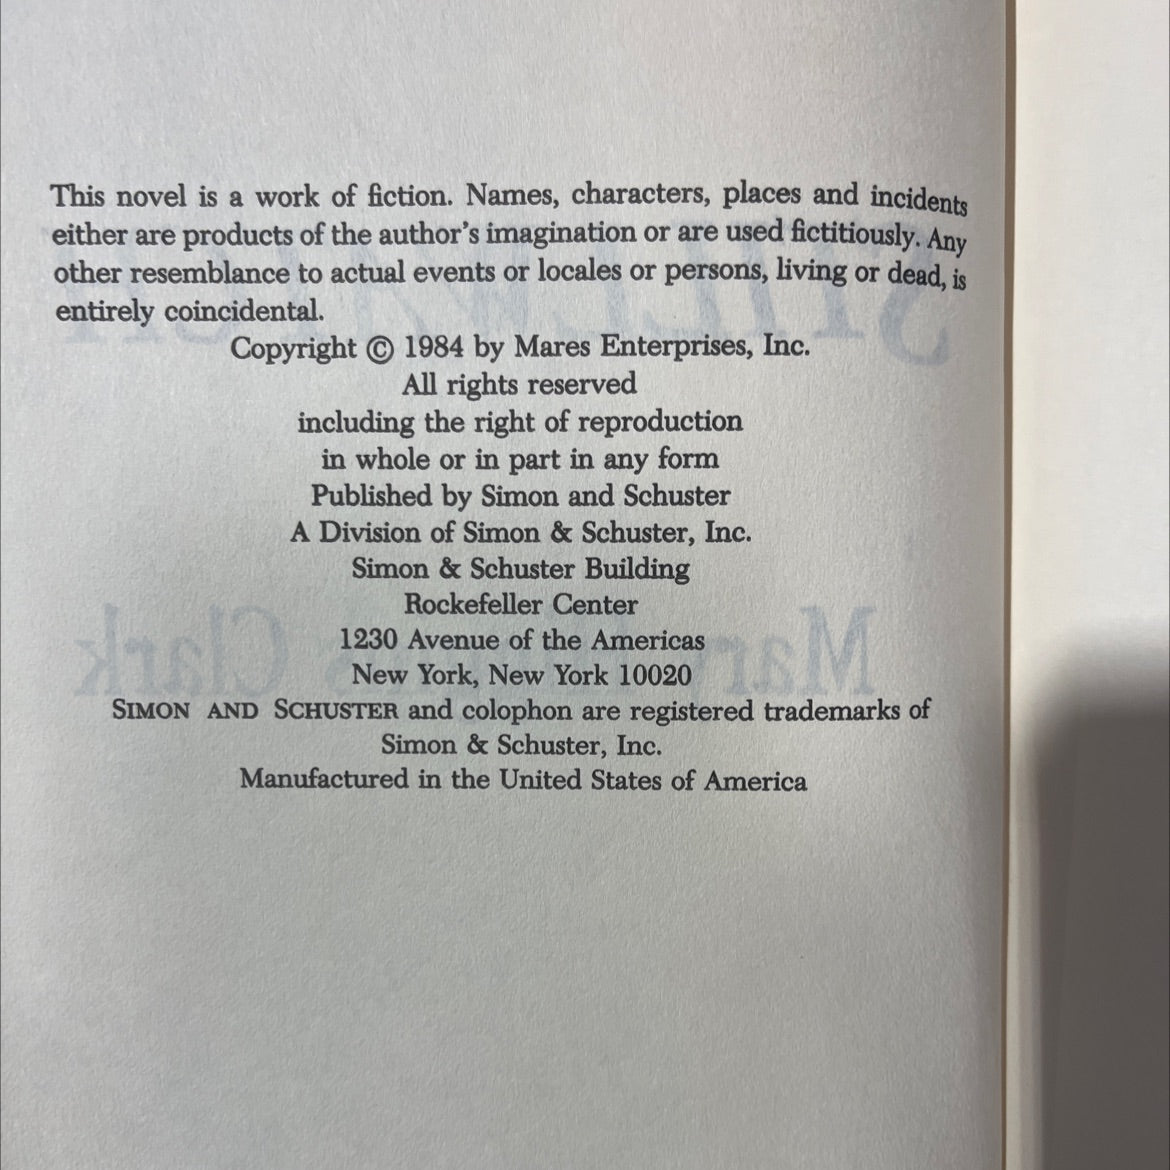 This novel is a work of fiction. Names, characters, places and incidents
either are products of the author's imagination or are used fictitiously. Any
other resemblance to actual events or locales or persons, living or dead, is
entirely coincidental.
Copyright © 1984 by Mares Enterprises, Inc.
All rights reserved
including the right of reproduction
in whole or in part in any form
Published by Simon and Schuster
A Division of Simon & Schuster, Inc.
Simon & Schuster Building
Rockefeller Center
1230 Avenue of the Americas
New York, New York 10020
SIMON AND SCHUSTER and colophon are registered trademarks of
Simon & Schuster, Inc.
Manufactured in the United States of America